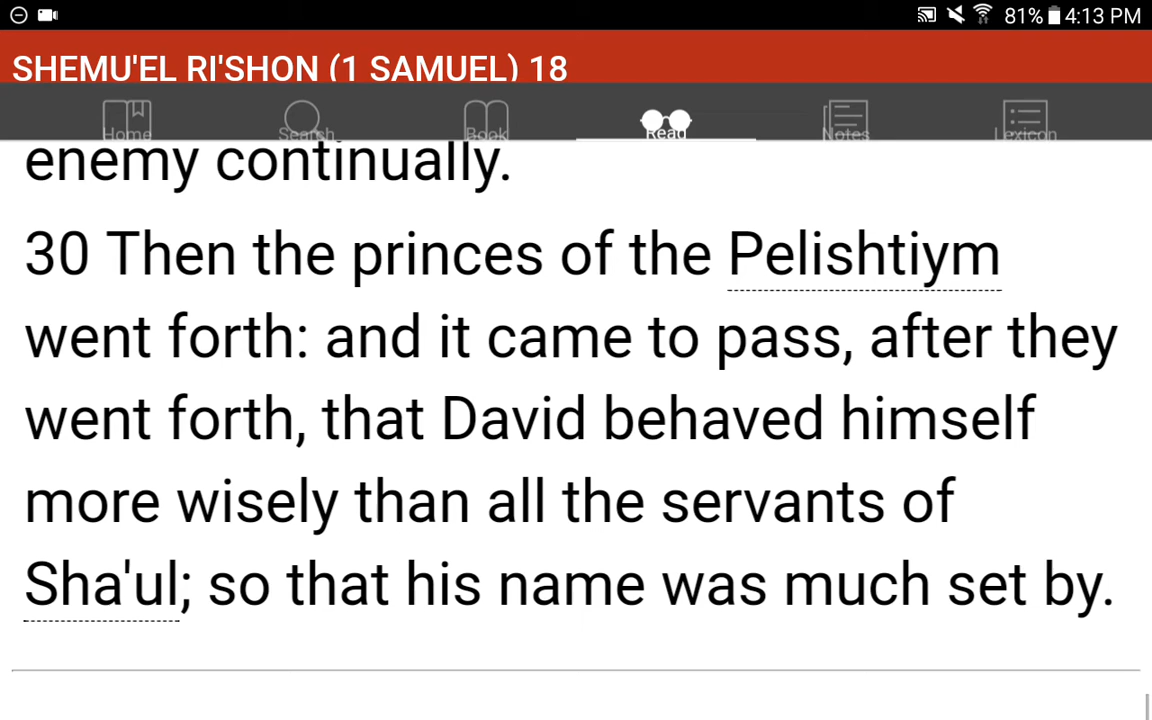 81% 4:13 PM
SHEMU'EL RI'SHON (1 SAMUEL) 18
Home Search Book Read Notes Lexicon
enemy continually.
30 Then the princes of the Pelishtiym
went forth: and it came to pass, after they
went forth, that David behaved himself
more wisely than all the servants of
Sha'ul; so that his name was much set by.